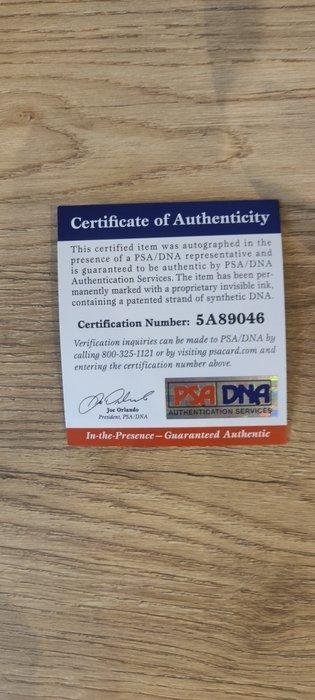 Certificate of Authenticity
This certified item was autographed in the
presence of a PSA/DNA representative and
is guaranteed to be authentic by PSA/DNA
Authentication Services. The item has been per-
manently marked with a proprietary invisible ink,
containing a patented strand of synthetic DNA.
Certification Number: 5A89046
Verification inquiries can be made to PSA/DNA by
calling 800-325-1121 or by visiting psacard.com and
entering the certification number above.
Joe Orlando
President, PSA/DNA
PSA DNA
AUTHENTICATION SERVICES
In-the-Presence – Guaranteed Authentic